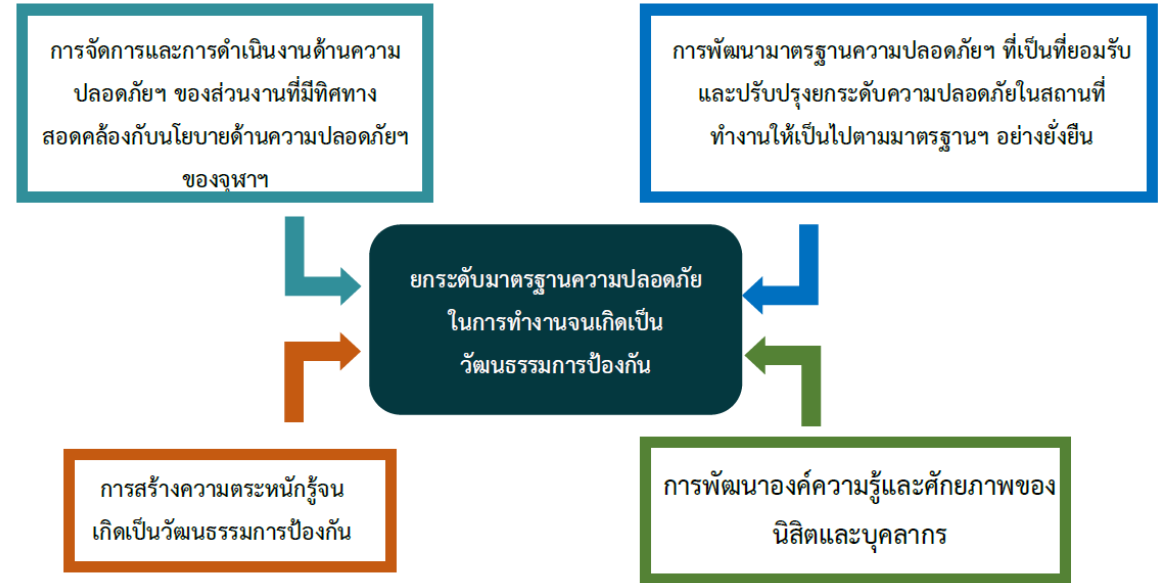 การจัดการและการดำเนินงานด้านความ
ปลอดภัยฯ ของส่วนงานที่มีทิศทาง
สอดคล้องกับนโยบายด้านความปลอดภัยฯ
ของจุฬาฯ
การพัฒนามาตรฐานความปลอดภัยฯ ที่เป็นที่ยอมรับ
และปรับปรุงยกระดับความปลอดภัยในสถานที่
ทำงานให้เป็นไปตามมาตรฐานฯ อย่างยั่งยืน
ยกระดับมาตรฐานความปลอดภัย
ในการทำงานจนเกิดเป็น
วัฒนธรรมการป้องกัน
การสร้างความตระหนักรู้จน
เกิดเป็นวัฒนธรรมการป้องกัน
การพัฒนาองค์ความรู้และศักยภาพของ
นิสิตและบุคลากร